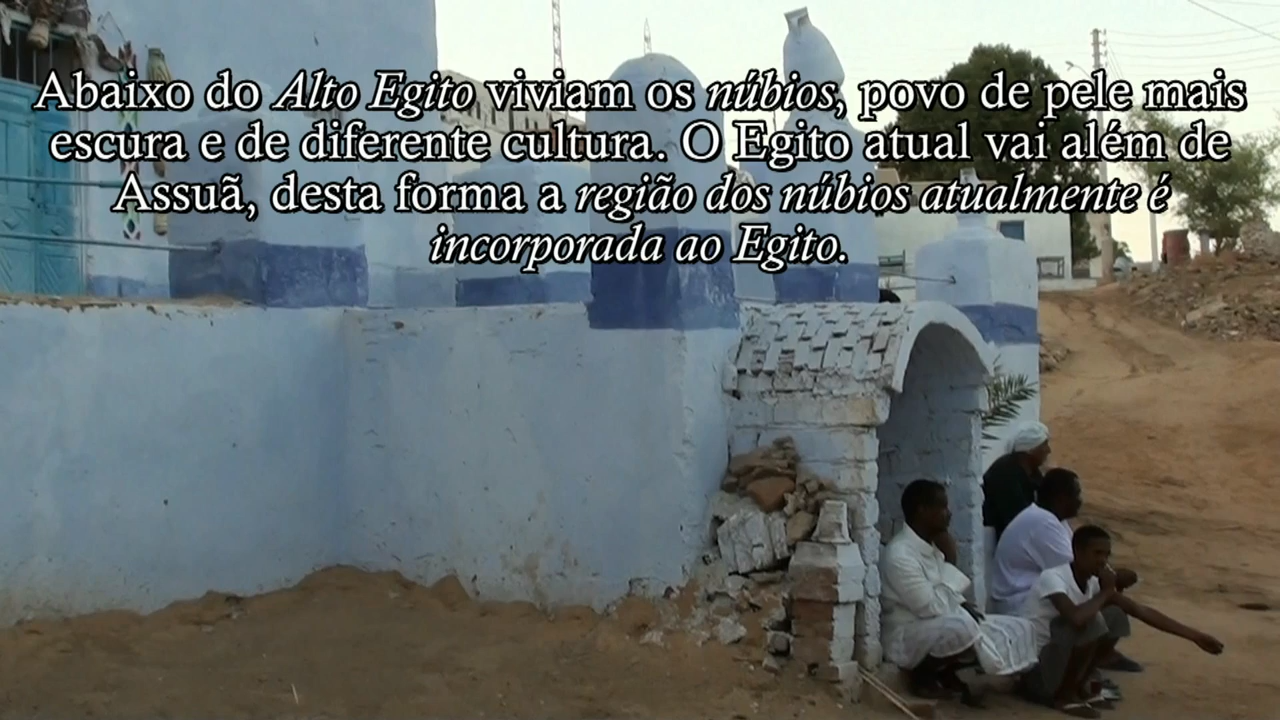 Abaixo do Alto Egito viviam os núbios, povo de pele mais
escura e de diferente cultura. O Egito atual vai além de
Assuã, desta forma a região dos núbios atualmente é
incorporada ao Egito.